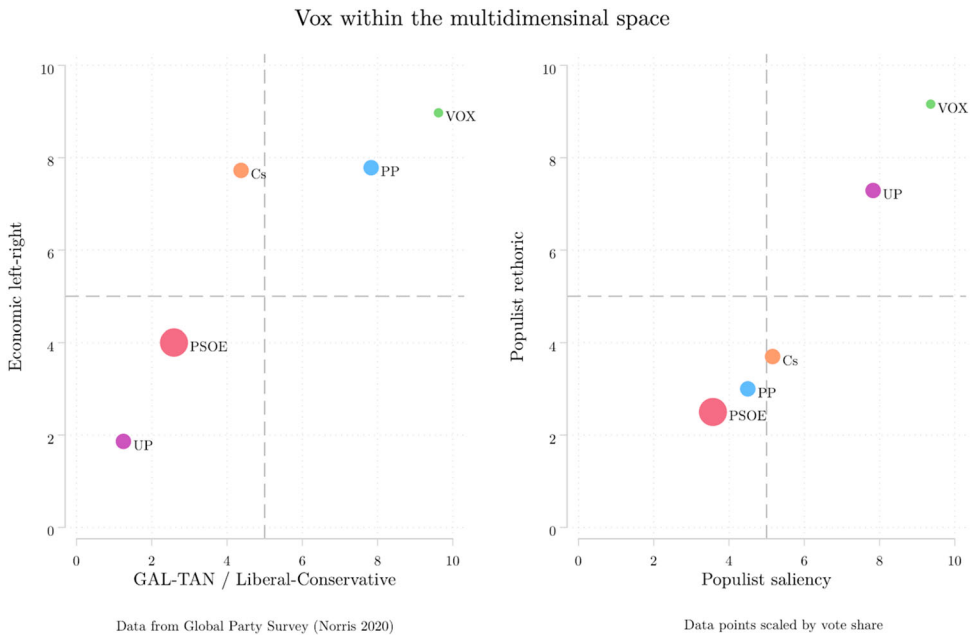 Vox within the multidimensinal space
Economic left-right
10
8
6
4
2
0
VOX
Cs
PP
PSOE
UP
0 2 4 6 8 10
GAL-TAN / Liberal-Conservative
Data from Global Party Survey (Norris 2020)
Populist rethoric
10
8
6
4
2
0
VOX
UP
Cs
PP
PSOE
0 2 4 6 8 10
Populist saliency
Data points scaled by vote share